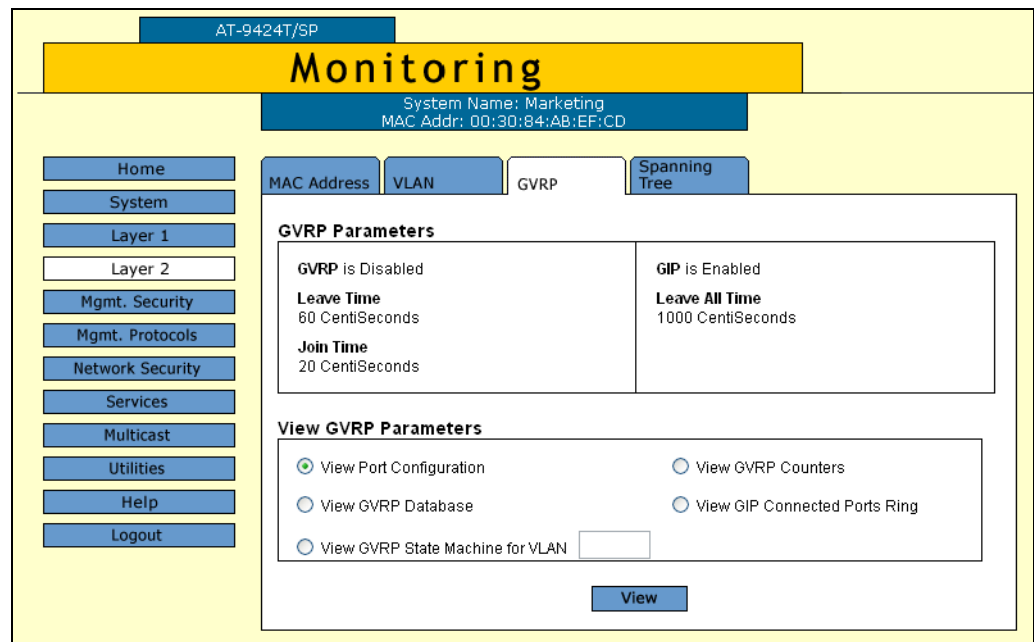 AT-9424T/SP
Monitoring
System Name: Marketing
MAC Addr: 00:30:84:AB:EF:CD
Home
System
Layer 1
Layer 2
Mgmt. Security
Mgmt. Protocols
Network Security
Services
Multicast
Utilities
Help
Logout
MAC Address
VLAN
GVRP
Spanning
Tree
GVRP Parameters
GVRP is Disabled
Leave Time
60 CentiSeconds
Join Time
20 CentiSeconds
GIP is Enabled
Leave All Time
1000 CentiSeconds
View GVRP Parameters
View Port Configuration
View GVRP Counters
View GVRP Database
View GIP Connected Ports Ring
View GVRP State Machine for VLAN
View